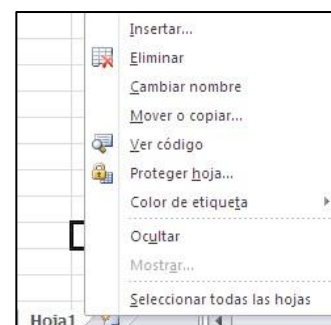 Insertar...
Eliminar
Cambiar nombre
Mover o copiar...
Ver código
Proteger hoja...
Color de etiqueta
Ocultar
Mostrar...
Seleccionar todas las hojas
Hoja1